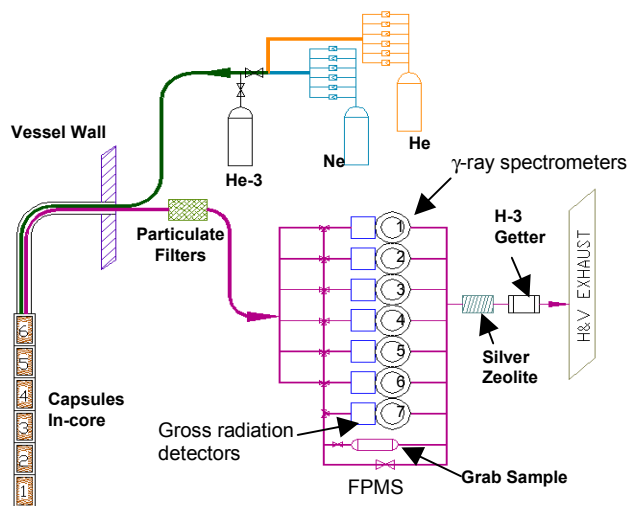 He
Ne
He-3
Vessel Wall
γ-ray spectrometers
Particulate
Filters
H-3
Getter
H&V EXHAUST
1
2
3
4
5
6
7
Silver
Zeolite
6
5
4
3
2
1
Capsules
In-core
Gross radiation
detectors
Grab Sample
FPMS